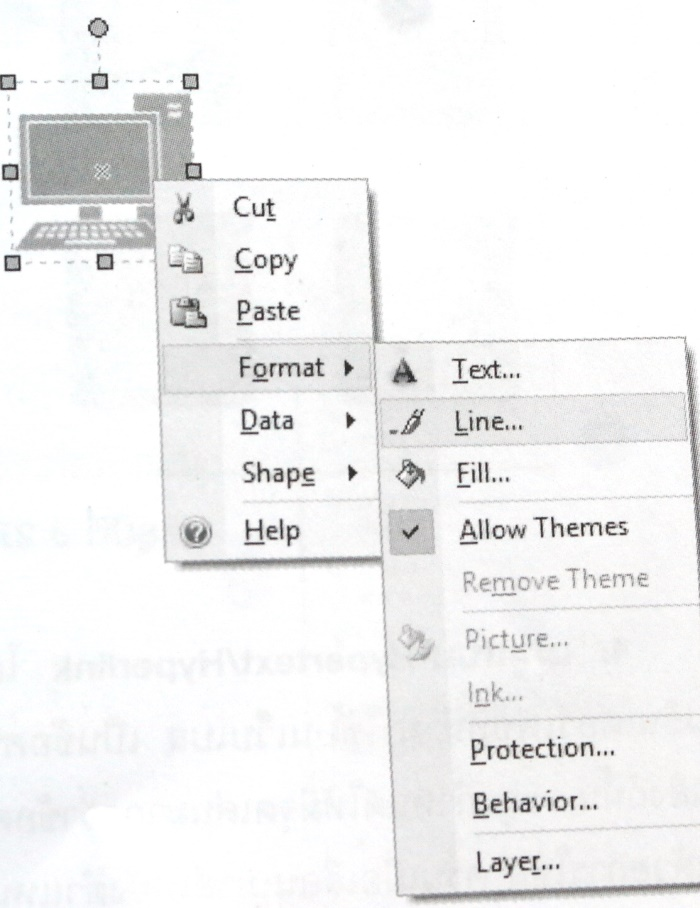 Cut
Copy
Paste
Format
Data
Shape
Help
Text...
Line...
Fill...
Allow Themes
Remove Theme
Picture...
Ink...
Protection...
Behavior...
Layer...